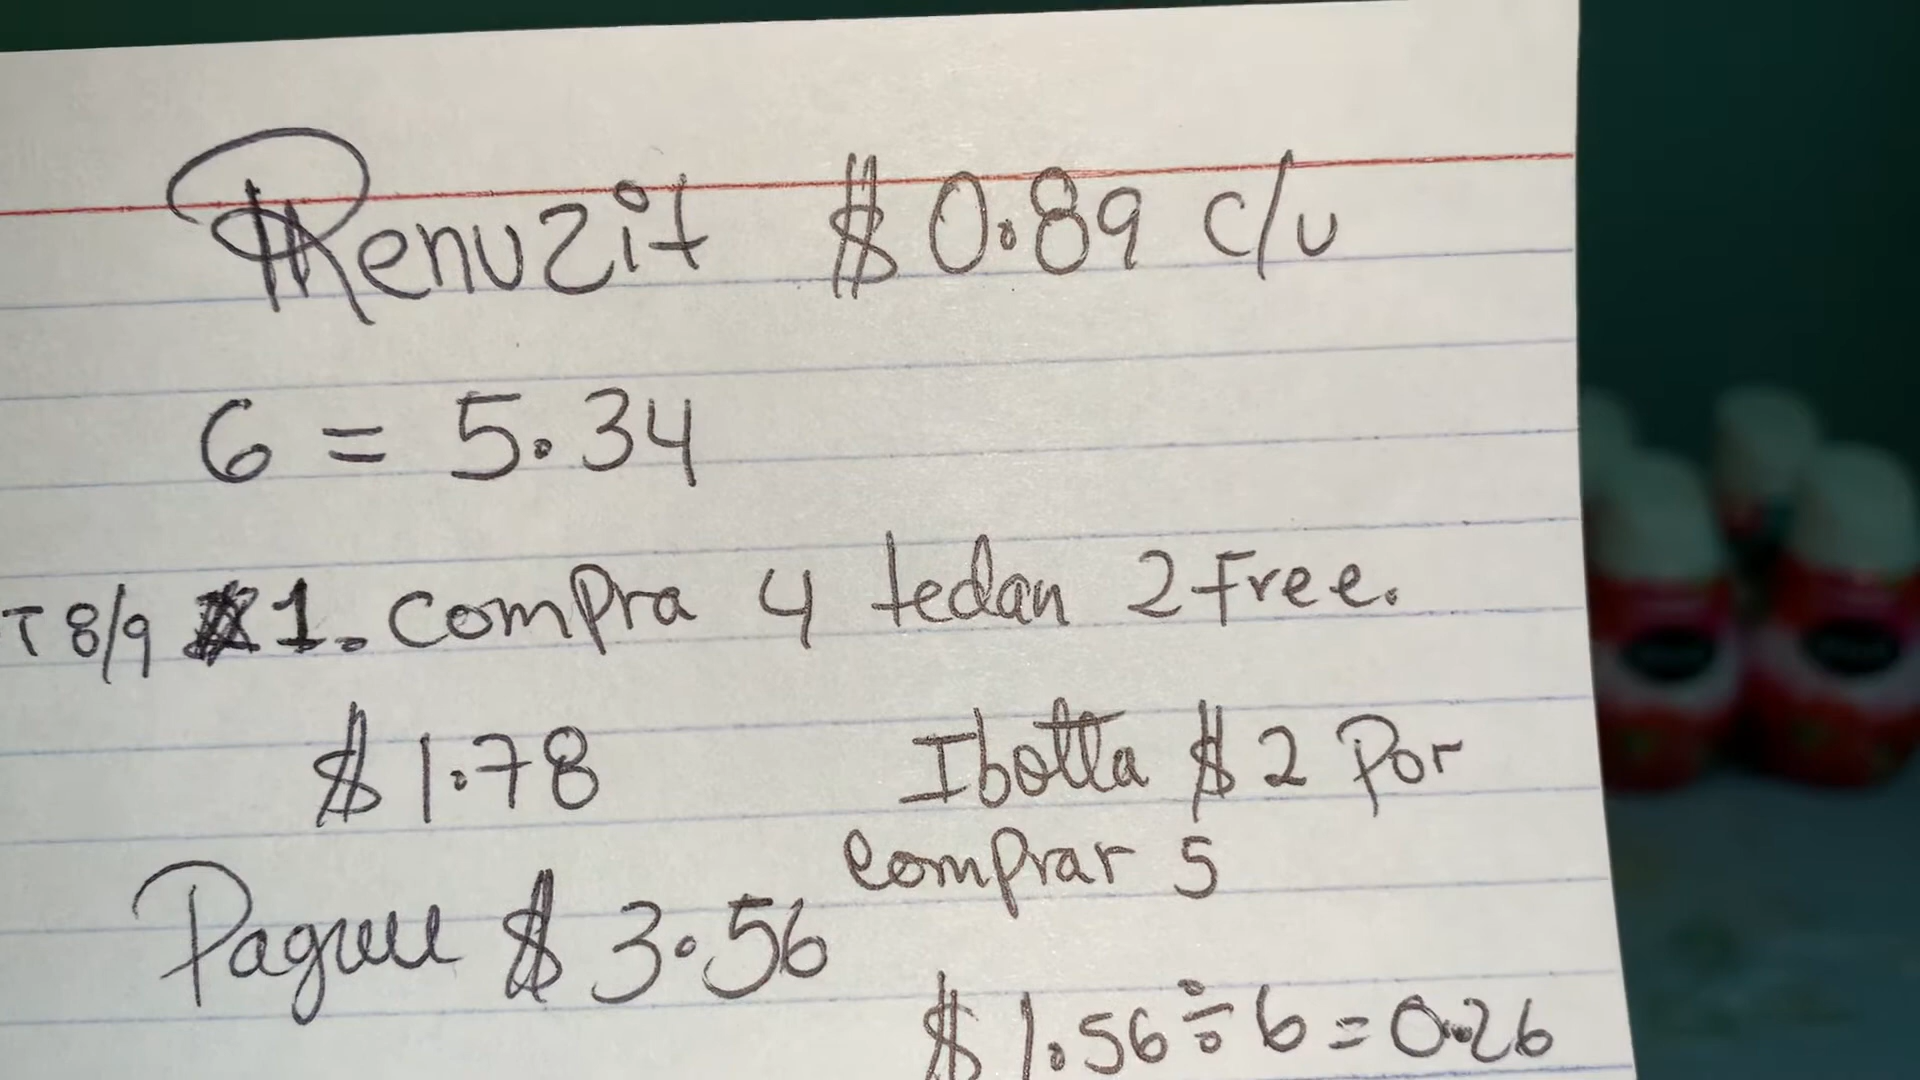 Renuzit $0.89 c/u
6 = 5.34
T 8/9 1. compra 4 tedan 2 Free.
$1.78
Ibotta $2 Por
comprar 5
Pague $3.56
$1.56 ÷ 6 = 0.26